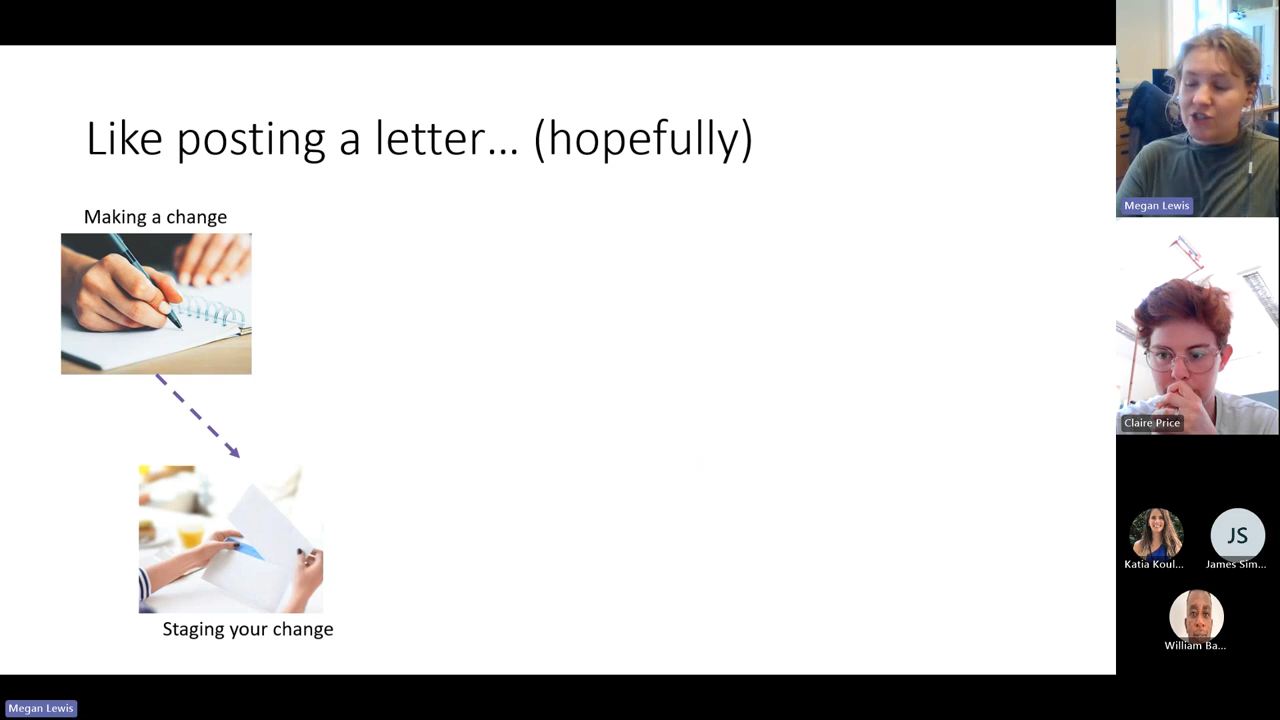 Like posting a letter... (hopefully)
Making a change
Staging your change
Megan Lewis
Claire Price
Katia Koul...
James Sim...
JS
William Ba...
Megan Lewis